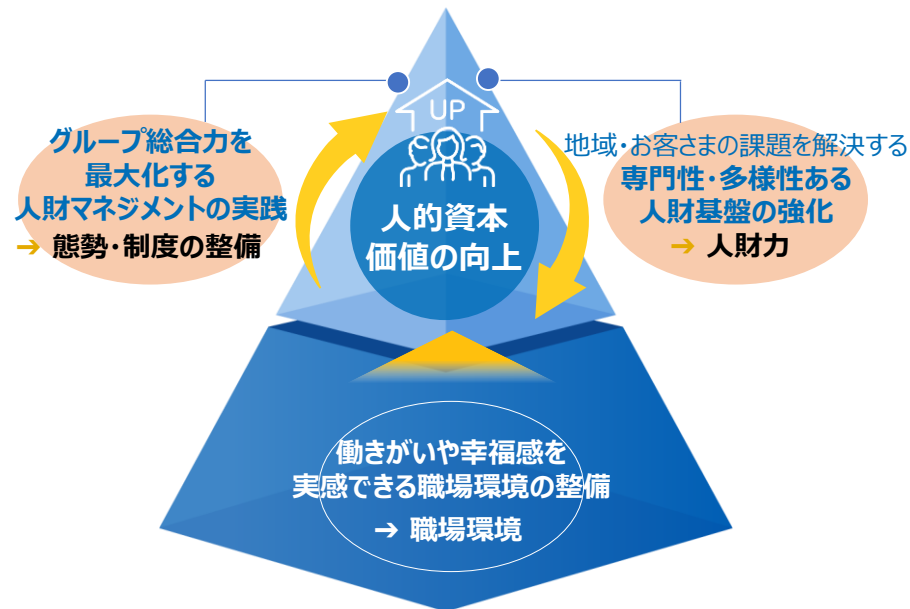 UP
グループ総合力を
最大化する
人財マネジメントの実践
→ 態勢・制度の整備
地域・お客さまの課題を解決する
専門性・多様性ある
人財基盤の強化
→ 人財力
人的資本
価値の向上
働きがいや幸福感を
実感できる職場環境の整備
→ 職場環境